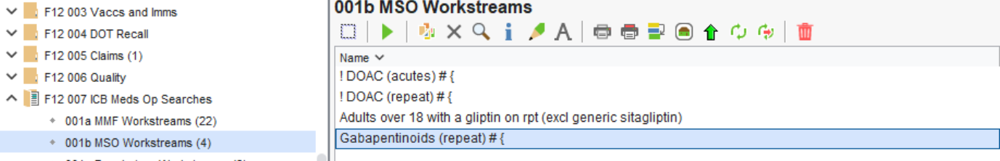 F12 003 Vaccs and Imms
F12 004 DOT Recall
F12 005 Claims (1)
F12 006 Quality
F12 007 ICB Meds Op Searches
001a MMF Workstreams (22)
001b MSO Workstreams (4)
001b MSO Workstreams
Name
! DOAC (acutes) # {
! DOAC (repeat) # {
Adults over 18 with a gliptin on rpt (excl generic sitagliptin)
Gabapentinoids (repeat) # {